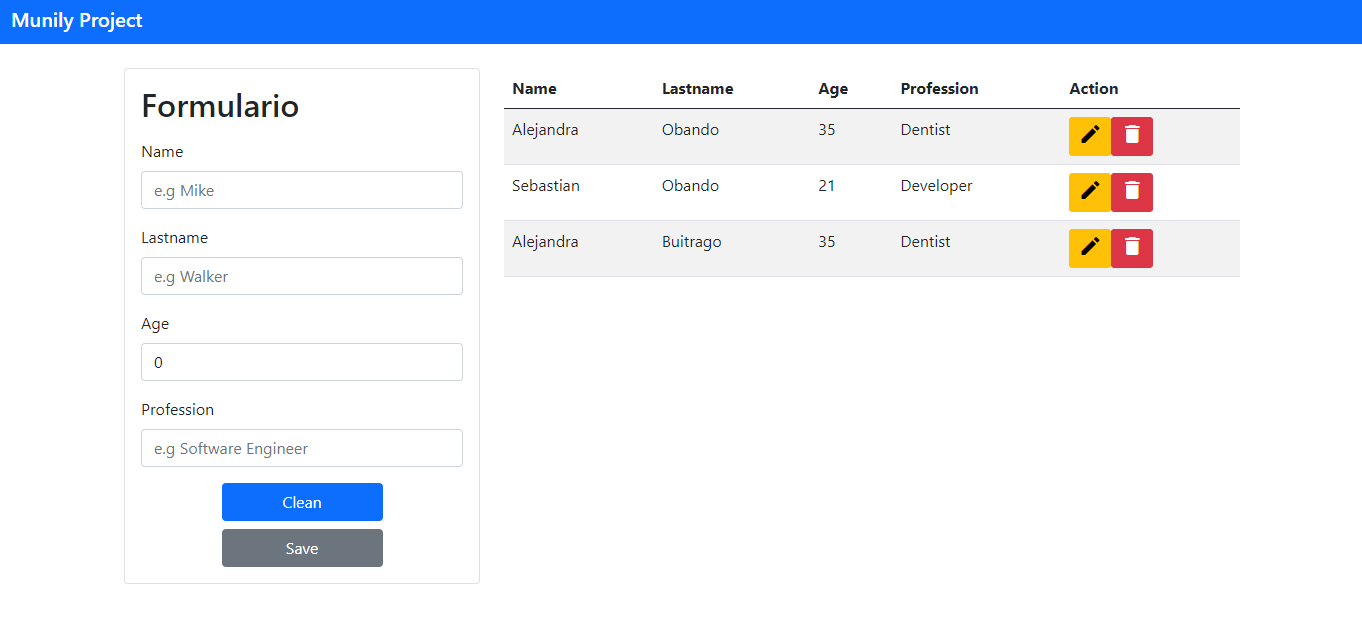 Munily Project
Formulario
Name
e.g Mike
Lastname
e.g Walker
Age
0
Profession
e.g Software Engineer
Clean
Save
Name Lastname Age Profession Action
Alejandra Obando 35 Dentist
Sebastian Obando 21 Developer
Alejandra Buitrago 35 Dentist